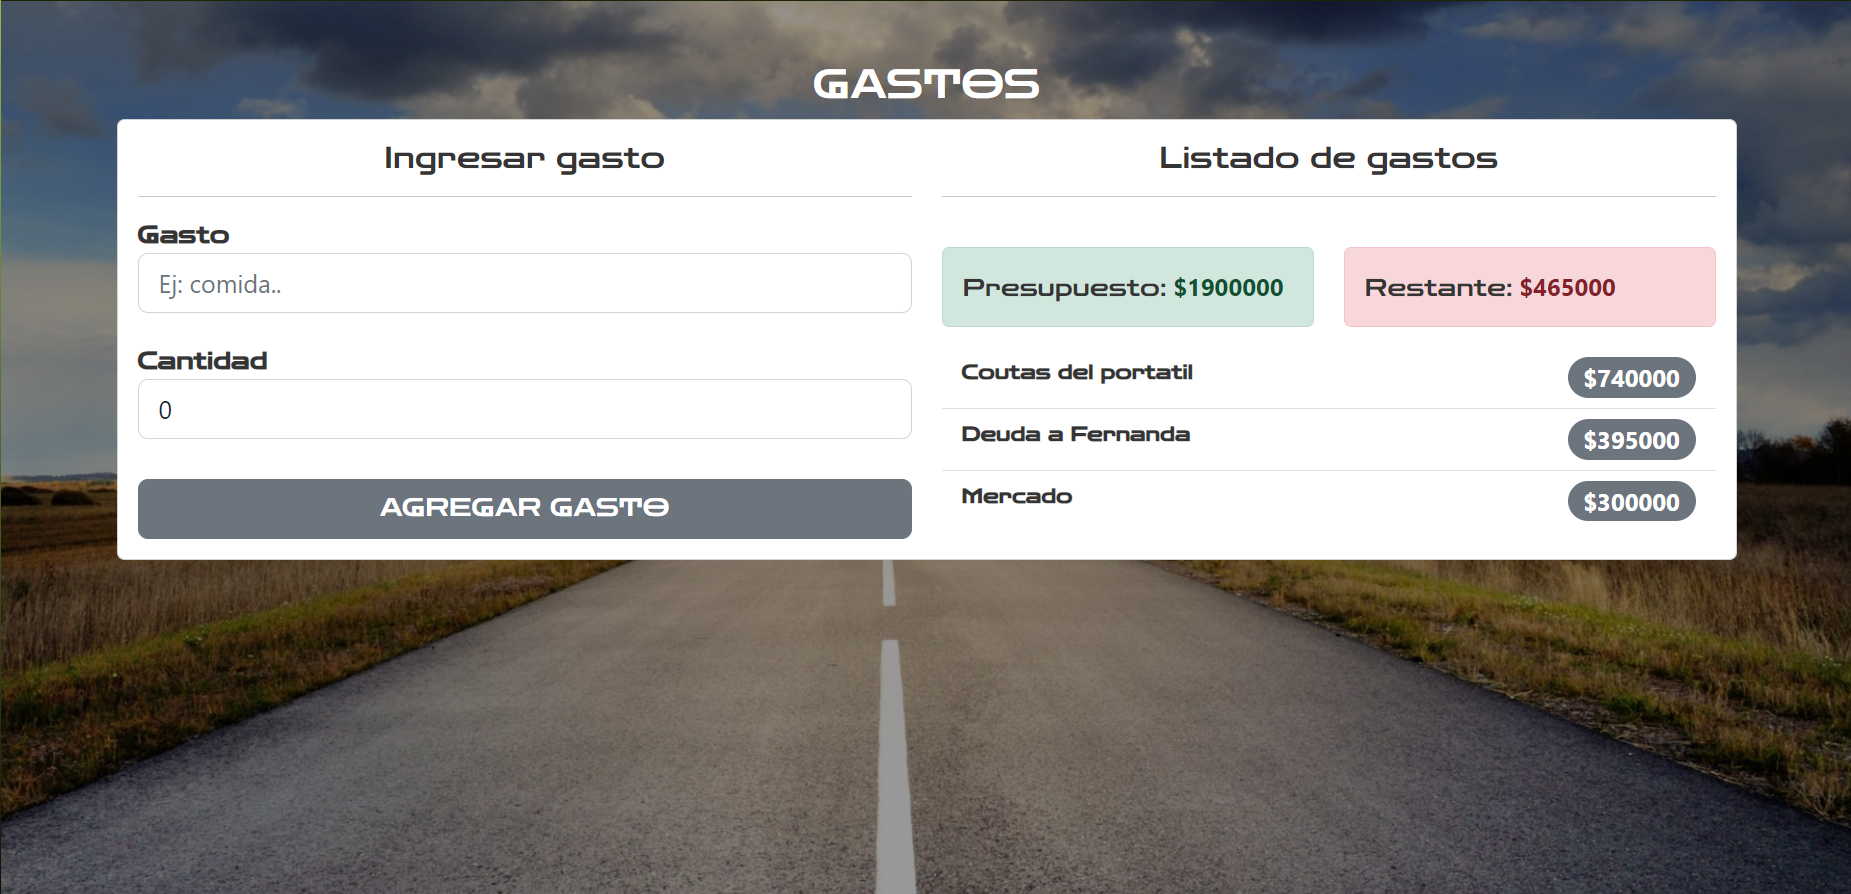 GASTOS
Ingresar gasto
Gasto
Ej: comida..
Cantidad
0
AGREGAR GASTO
Listado de gastos
Presupuesto: $1900000
Restante: $465000
Coutas del portatil $740000
Deuda a Fernanda $395000
Mercado $300000